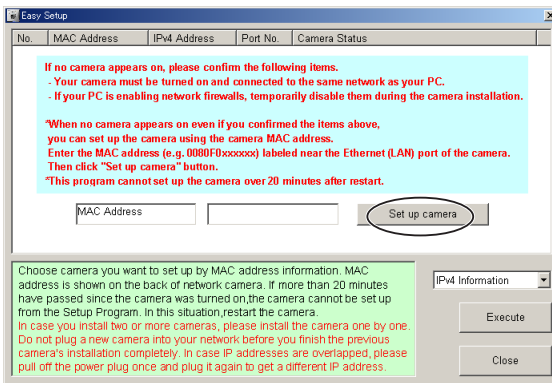 Easy Setup
No. MAC Address IPv4 Address Port No. Camera Status
If no camera appears on, please confirm the following items.
- Your camera must be turned on and connected to the same network as your PC.
- If your PC is enabling network firewalls, temporarily disable them during the camera installation.
*When no camera appears on even if you confirmed the items above,
you can set up the camera using the camera MAC address.
Enter the MAC address (e.g. 0080F0xxxxxx) labeled near the Ethernet (LAN) port of the camera.
Then click "Set up camera" button.
*This program cannot set up the camera over 20 minutes after restart.
MAC Address
Set up camera
Choose camera you want to set up by MAC address information. MAC
address is shown on the back of network camera. If more than 20 minutes
have passed since the camera was turned on,the camera cannot be set up
from the Setup Program. In this situation,restart the camera.
In case you install two or more cameras, please install the camera one by one.
Do not plug a new camera into your network before you finish the previous
camera's installation completely. In case IP addresses are overlapped, please
pull off the power plug once and plug it again to get a different IP address.
IPv4 Information
Execute
Close